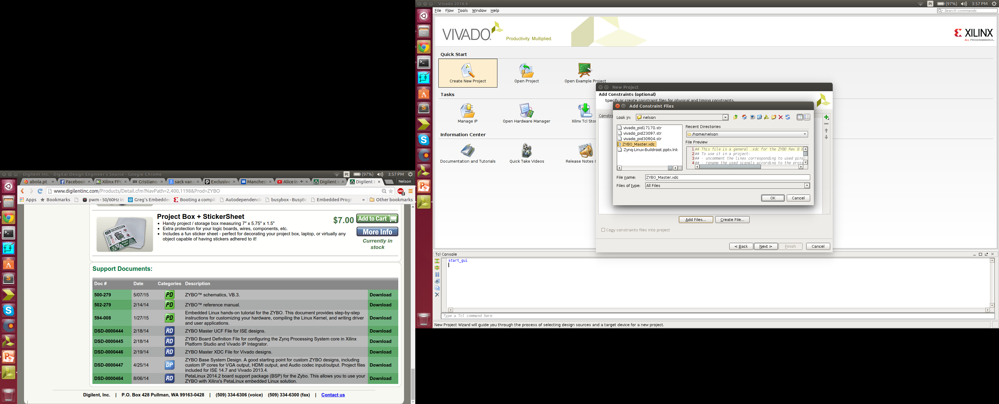 Digilent Inc. - Digital Design Engineer's Source - Google Chrome
Pt (97%) 3:57 PM
abola.pt
Facebook
Xilinx FPG
Cristiano
sack van
Exclusive
Manchest
Alice in
Digilent I
Digilent I
Nelson
www.digilentinc.com/Products/Detail.cfm?NavPath=2,400,1198&Prod=ZYBO
ABP
2
Apps Bookmarks pwm - 50/60Hz in Greg's Embedded Booting a compil Autodependenci busybox - BusyBo Embedded Progr » Other bookmarks
Project Box + StickerSheet
• Handy project / storage box measuring 7" x 5.75" x 1.5"
• Extra protection for your logic boards, wires, components, etc.
• Includes a fun sticker sheet - perfect for decorating your project box, laptop, or virtually any
object capable of having stickers adhered to it!
$7.00
Add to Cart
More Info
Currently in
stock
DIGILENT
Support Documents:
Doc # Date Categories Description
500-279 5/07/15 PD ZYBO™ schematics, VB.3. Download
502-279 2/14/14 PD ZYBO™ reference manual. Download
594-008 1/27/15 PD Embedded Linux hands-on tutorial for the ZYBO. This document provides step-by-step
instructions for customizing your hardware, compiling the Linux Kernel, and writing driver
and user applications. Download
DSD-0000444 2/18/14 RD ZYBO Master UCF File for ISE designs. Download
DSD-0000445 2/18/14 RD ZYBO Board Definition File for configuring the Zynq Processing System core in Xilinx
Platform Studio and Vivado IP Integrator. Download
DSD-0000446 2/19/14 RD ZYBO Master XDC File for Vivado designs. Download
DSD-0000447 4/25/14 DP ZYBO Base System Design. A good starting point for custom ZYBO designs, including
custom IP cores for VGA output, HDMI output, and Audio codec input/output. Project files
included for ISE 14.7 and Vivado 2013.4. Download
DSD-0000464 8/06/14 RD PetaLinux 2014.2 board support package (BSP) for the Zybo. This allows you to use your
ZYBO with Xilinx's PetaLinux embedded Linux solution. Download
Digilent, Inc. | P.O. Box 428 Pullman, WA 99163-0428 | (509) 334-6306 (voice) (509) 334-6300 (fax) | Contact us
Vivado 2014.4
Pt (97%) 3:57 PM
File Flow Tools Window Help
Search commands
VIVADO.
Productivity. Multiplied.
XILINX
ALL PROGRAMMABLE.
Quick Start
Create New Project
Open Project
Open Example Project
Tasks
Manage IP
Open Hardware Manager
Xilinx Tcl Stor
Information Center
Documentation and Tutorials
Quick Take Videos
Release Notes
New Project
Add Constraints (optional)
Specify or create constraint files for physical and timing constraints.
Constra
Add Constraint Files
Look in: nelson
vivado_pid17170.str
vivado_pid23097.str
vivado_pid30904.str
ZYBO_Master.xdc
Zynq-Linux-Buildroot.pptx.lnk
Recent Directories
/home/nelson
File Preview
1 ## This file is a general .xdc for the ZYBO Rev B b
2 ## To use it in a project:
3 ## - uncomment the lines corresponding to used pins
4 ## - rename the used signals according to the proje
File name: ZYBO_Master.xdc
Files of type: All Files
OK Cancel
Add Files... Create File...
Copy constraints files into project
< Back Next > Finish Cancel
Tcl Console
start_gui
Type a Tcl command here
New Project Wizard will guide you through the process of selecting design sources and a target device for a new project.